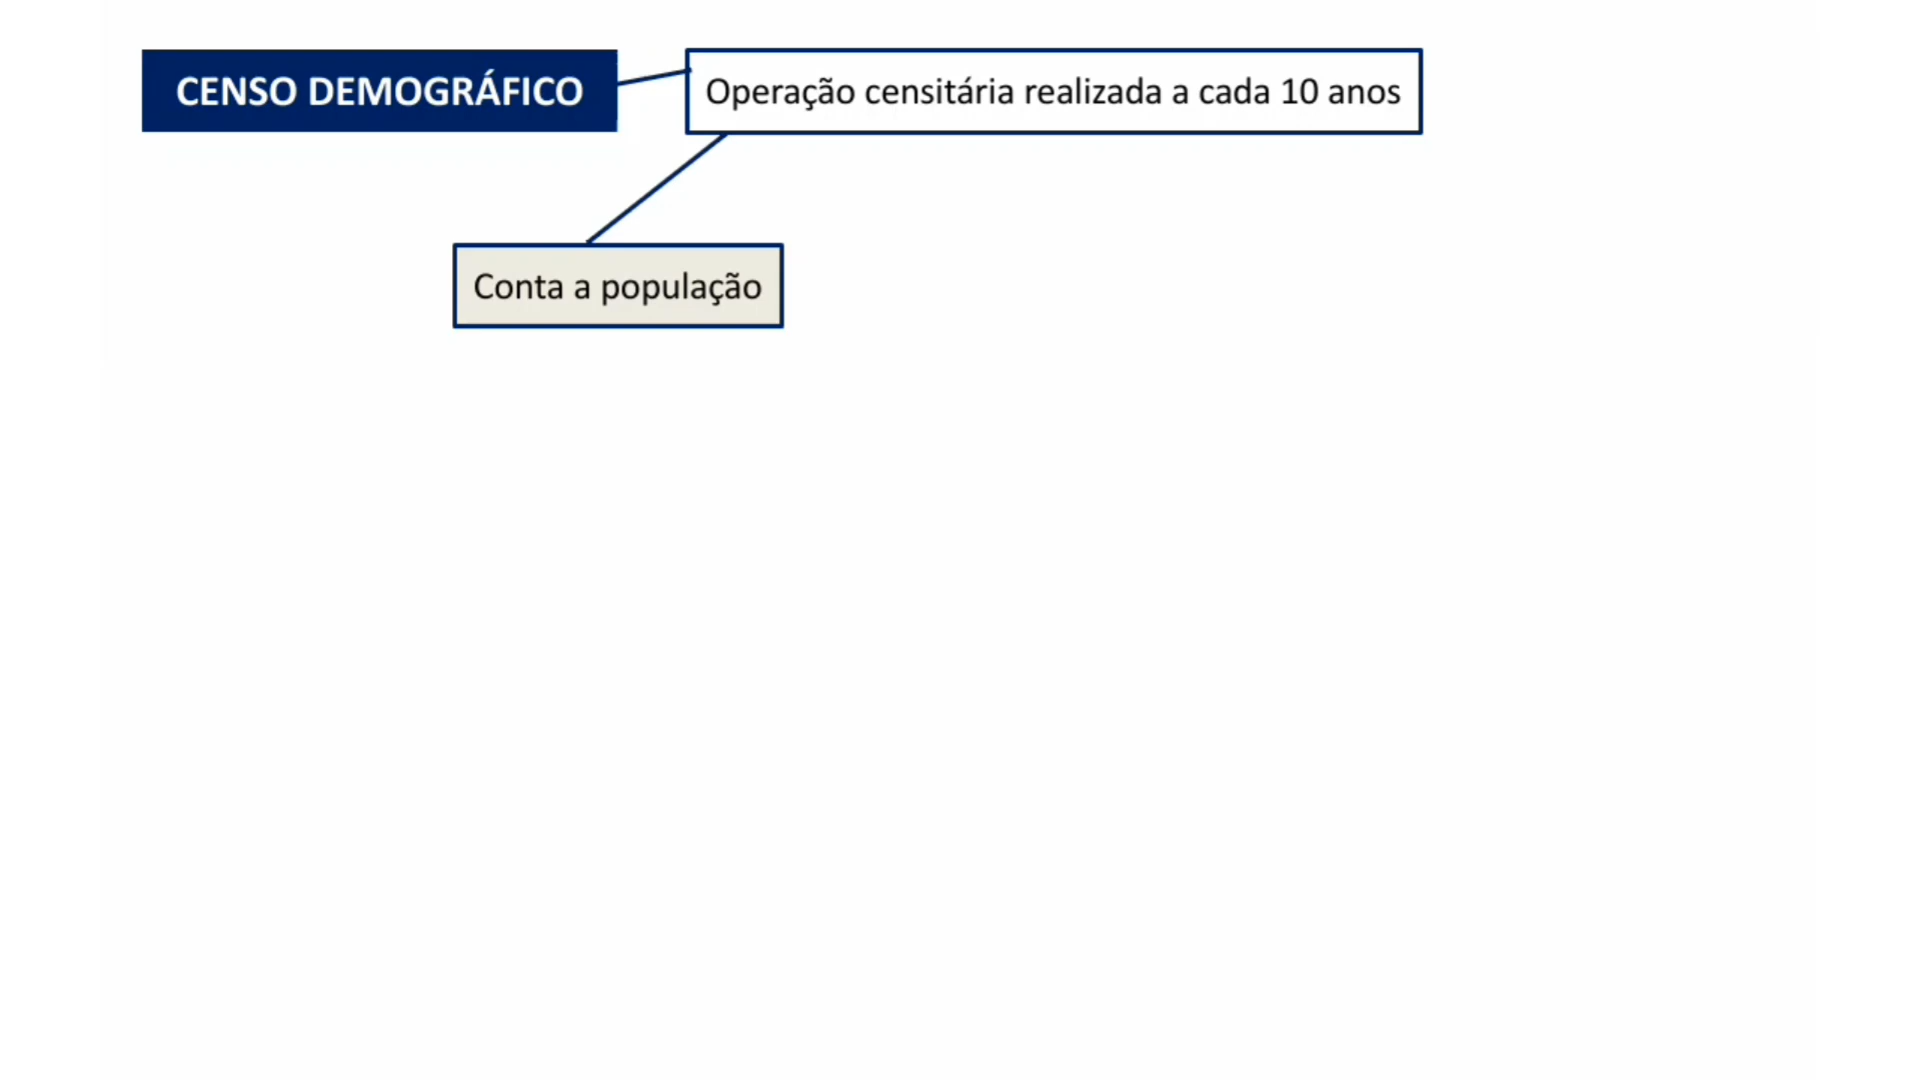 CENSO DEMOGRÁFICO
Operação censitária realizada a cada 10 anos
Conta a população